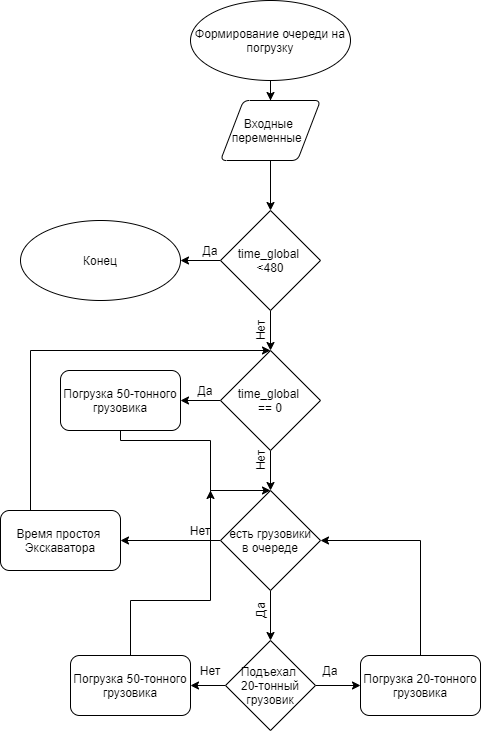 Формирование очереди на
погрузку
Входные
переменные
time_global
<480
Да
Конец
Нет
time_global
== 0
Да
Погрузка 50-тонного
грузовика
Нет
есть грузовики
в очереде
Нет
Время простоя
Экскаватора
Да
Подъехал
20-тонный
грузовик
Нет
Погрузка 50-тонного
грузовика
Да
Погрузка 20-тонного
грузовика